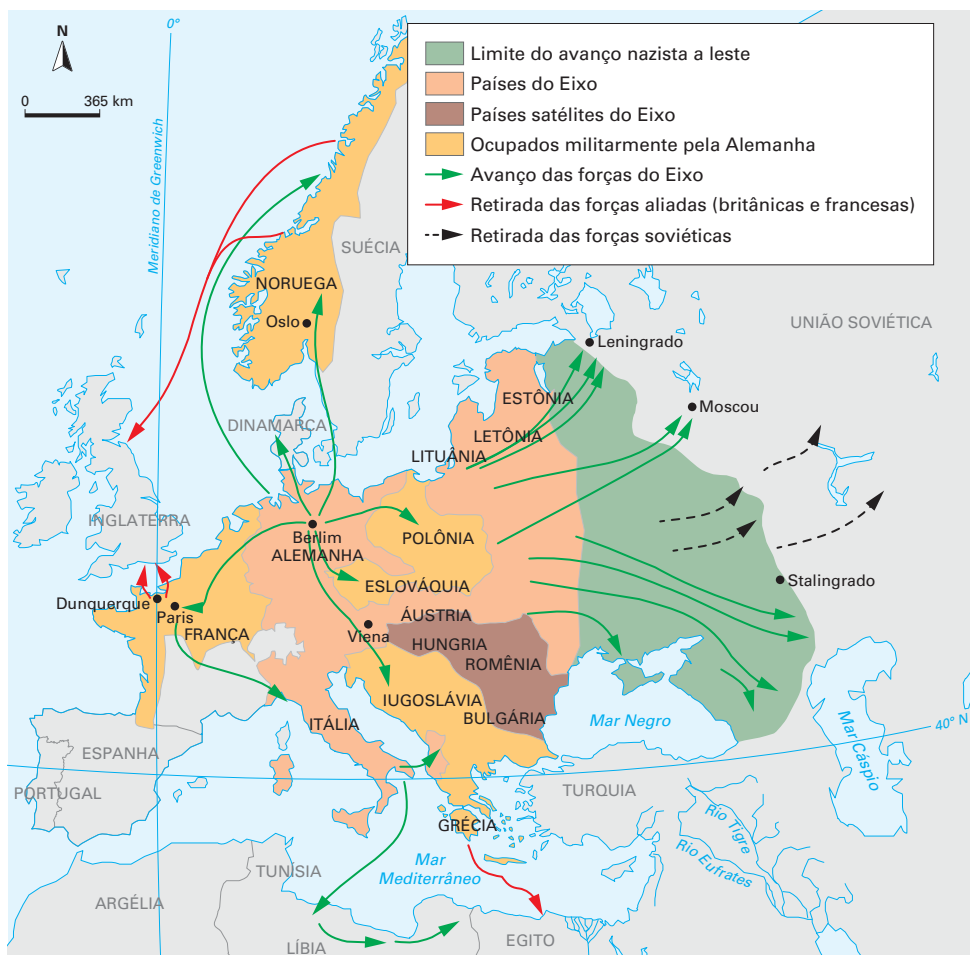 N
0°
0
365 km
Meridiano de Greenwich
Limite do avanço nazista a leste
Países do Eixo
Países satélites do Eixo
Ocupados militarmente pela Alemanha
Avanço das forças do Eixo
Retirada das forças aliadas (britânicas e francesas)
Retirada das forças soviéticas
SUÉCIA
NORUEGA
Oslo
UNIÃO SOVIÉTICA
Leningrado
ESTÔNIA
Moscou
DINAMARCA
LETÔNIA
LITUÂNIA
INGLATERRA
Berlim
ALEMANHA
POLÔNIA
Stalingrado
ESLOVÁQUIA
Dunquerque
Paris
FRANÇA
ÁUSTRIA
Viena
HUNGRIA
ROMÊNIA
IUGOSLÁVIA
BULGÁRIA
ITÁLIA
Mar Negro
Mar Cáspio
40° N
ESPANHA
PORTUGAL
TURQUIA
GRÉCIA
Rio Tigre
Rio Eufrates
Mar
Mediterrâneo
TUNÍSIA
ARGÉLIA
LÍBIA
EGITO